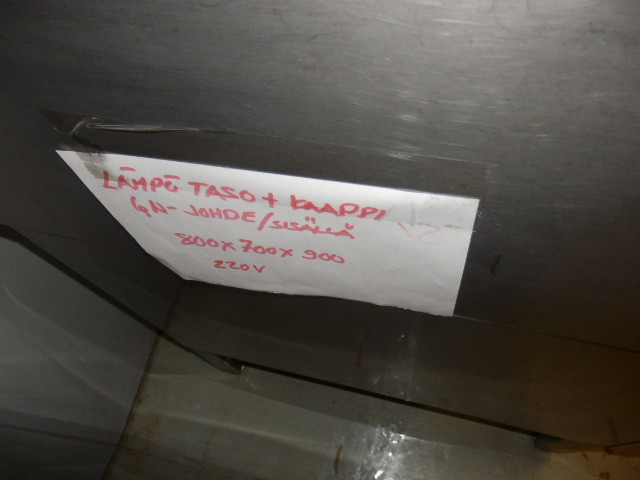 LÄMPÖ TASO + KAAPPI
GN-JOHDE/SISÄLLÄ
800x700x900
220V